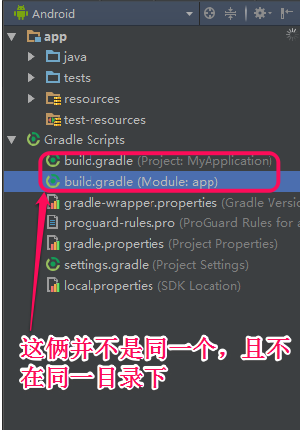 Android
app
java
tests
resources
test-resources
Gradle Scripts
build.gradle (Project: MyApplication)
build.gradle (Module: app)
gradle-wrapper.properties (Gradle Versio
proguard-rules.pro (ProGuard Rules for a
gradle.properties (Project Properties)
settings.gradle (Project Settings)
local.properties (SDK Location)
这俩并不是同一个，且不
在同一目录下